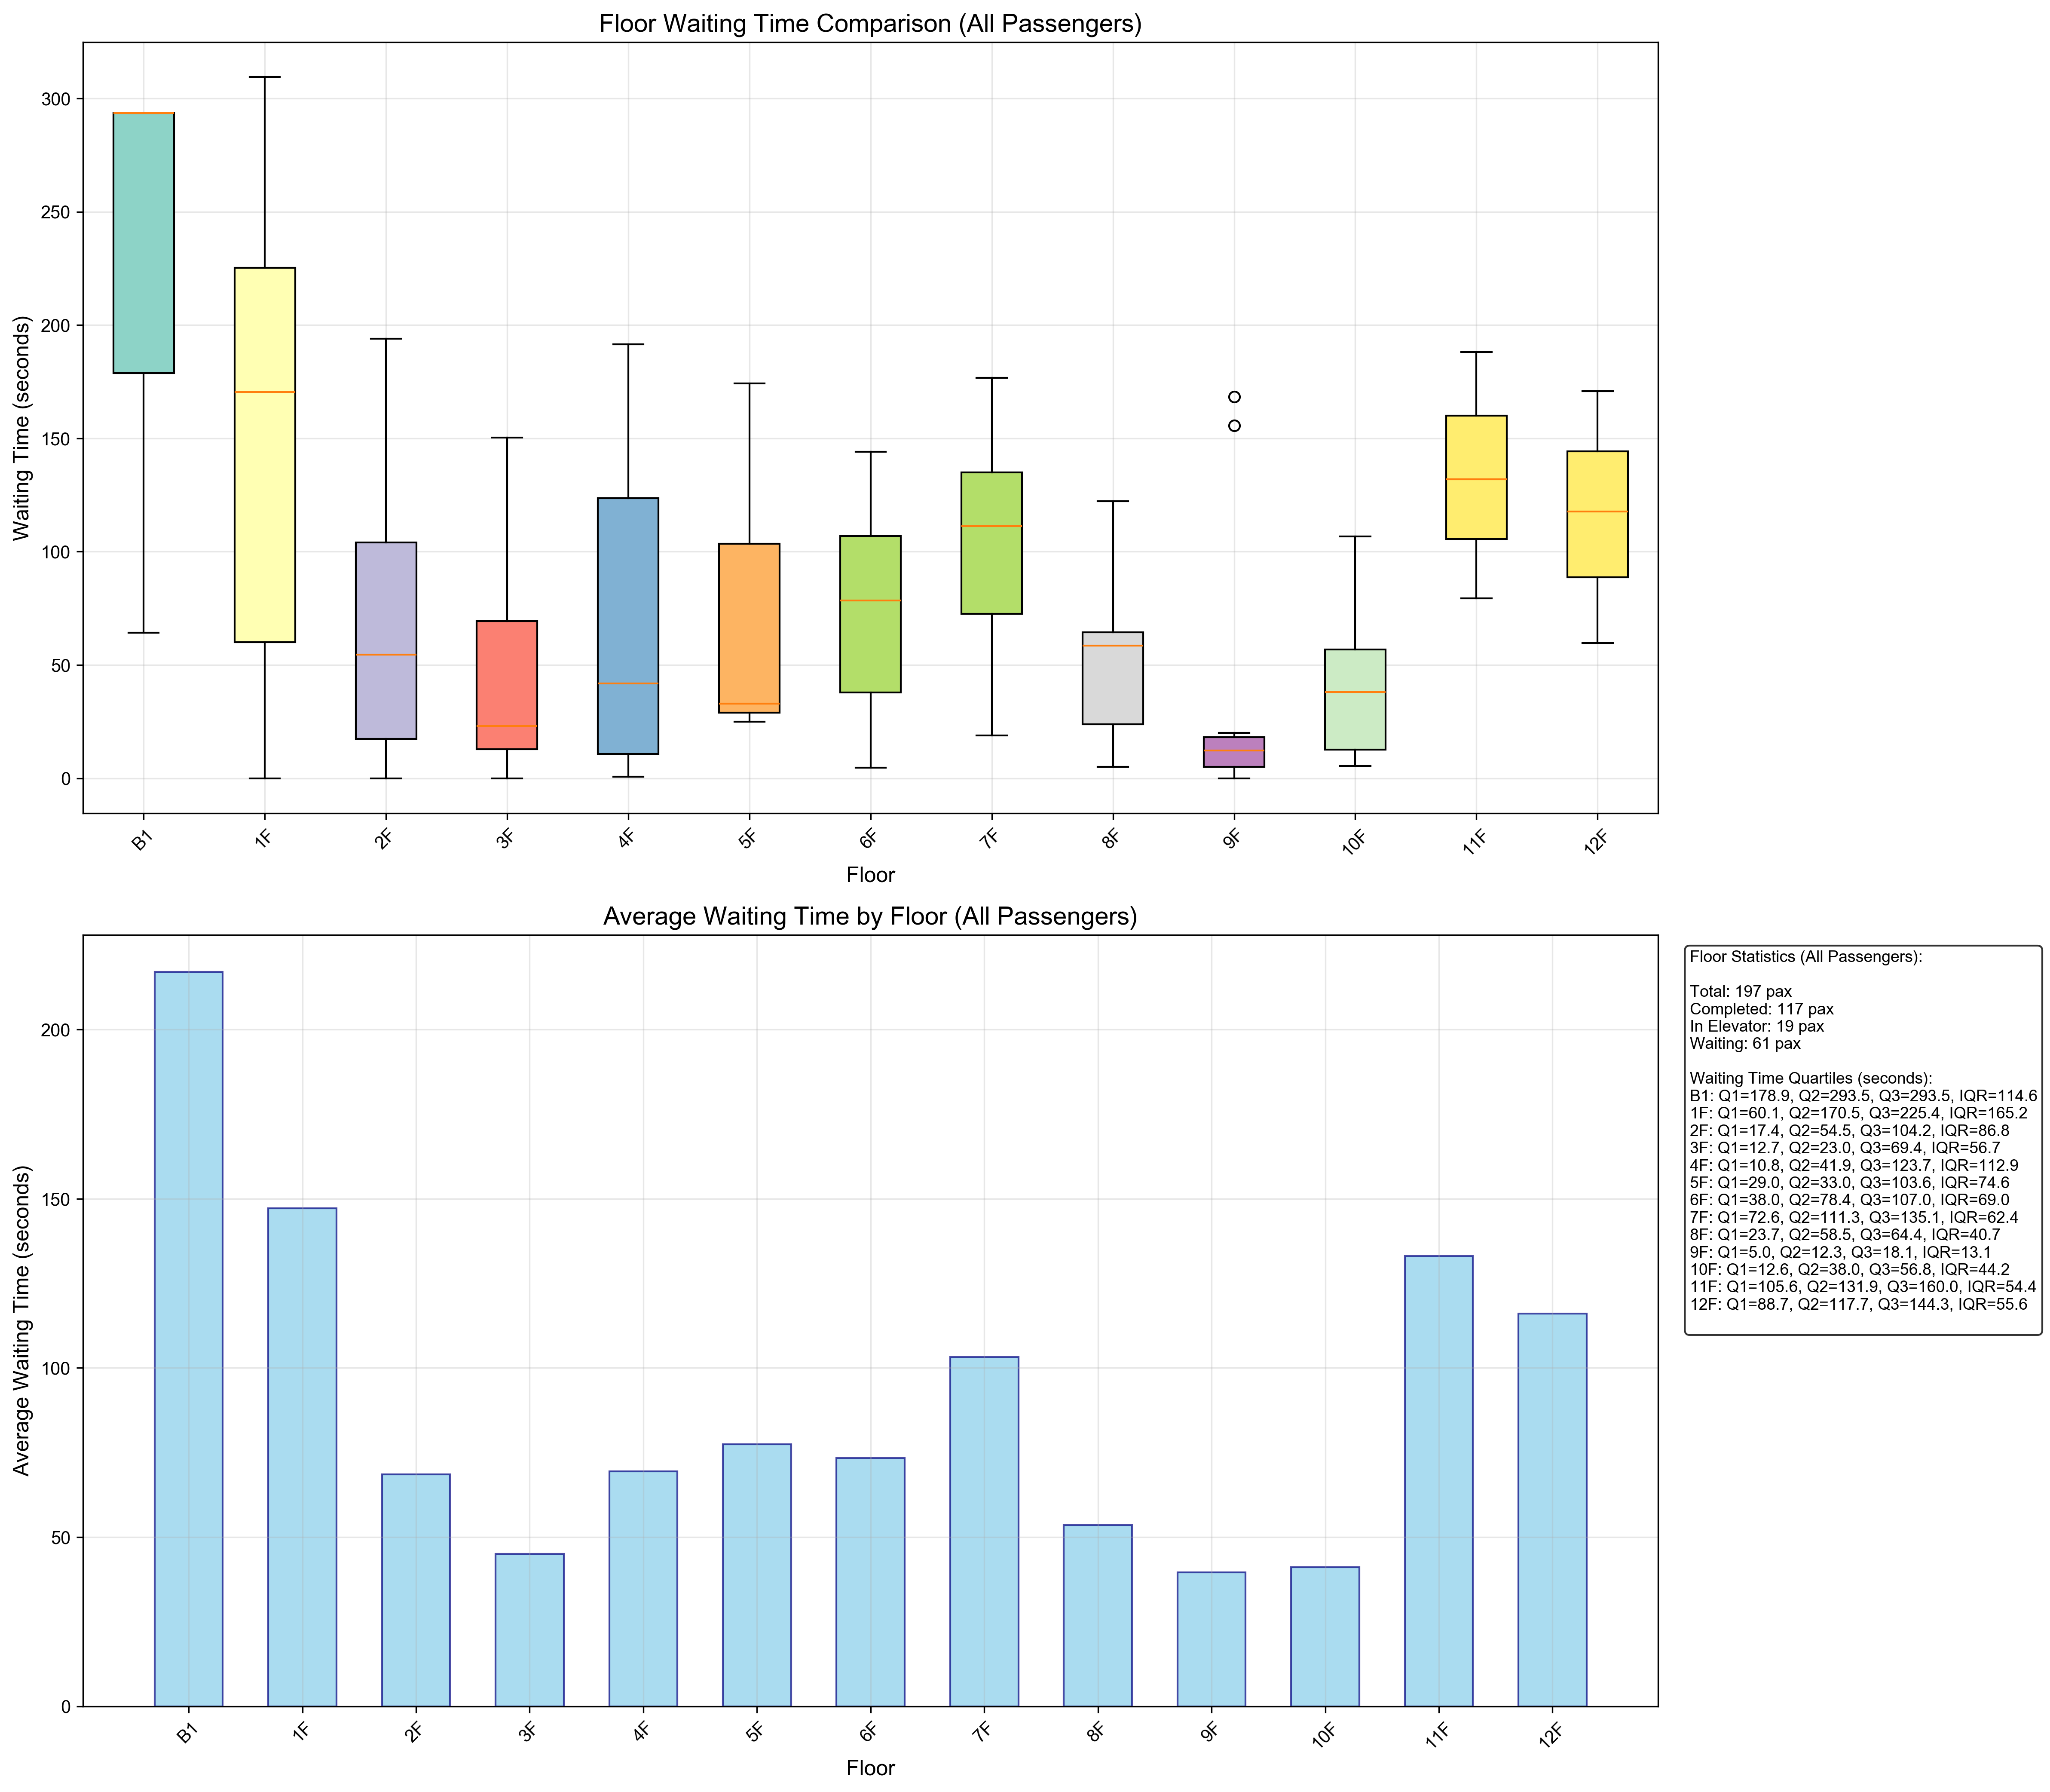 Floor Waiting Time Comparison (All Passengers)
Waiting Time (seconds)
300
250
200
150
100
50
0
B1 1F 2F 3F 4F 5F 6F 7F 8F 9F 10F 11F 12F
Floor
Average Waiting Time by Floor (All Passengers)
Average Waiting Time (seconds)
200
150
100
50
0
B1 1F 2F 3F 4F 5F 6F 7F 8F 9F 10F 11F 12F
Floor
Floor Statistics (All Passengers):
Total: 197 pax
Completed: 117 pax
In Elevator: 19 pax
Waiting: 61 pax
Waiting Time Quartiles (seconds):
B1: Q1=178.9, Q2=293.5, Q3=293.5, IQR=114.6
1F: Q1=60.1, Q2=170.5, Q3=225.4, IQR=165.2
2F: Q1=17.4, Q2=54.5, Q3=104.2, IQR=86.8
3F: Q1=12.7, Q2=23.0, Q3=69.4, IQR=56.7
4F: Q1=10.8, Q2=41.9, Q3=123.7, IQR=112.9
5F: Q1=29.0, Q2=33.0, Q3=103.6, IQR=74.6
6F: Q1=38.0, Q2=78.4, Q3=107.0, IQR=69.0
7F: Q1=72.6, Q2=111.3, Q3=135.1, IQR=62.4
8F: Q1=23.7, Q2=58.5, Q3=64.4, IQR=40.7
9F: Q1=5.0, Q2=12.3, Q3=18.1, IQR=13.1
10F: Q1=12.6, Q2=38.0, Q3=56.8, IQR=44.2
11F: Q1=105.6, Q2=131.9, Q3=160.0, IQR=54.4
12F: Q1=88.7, Q2=117.7, Q3=144.3, IQR=55.6